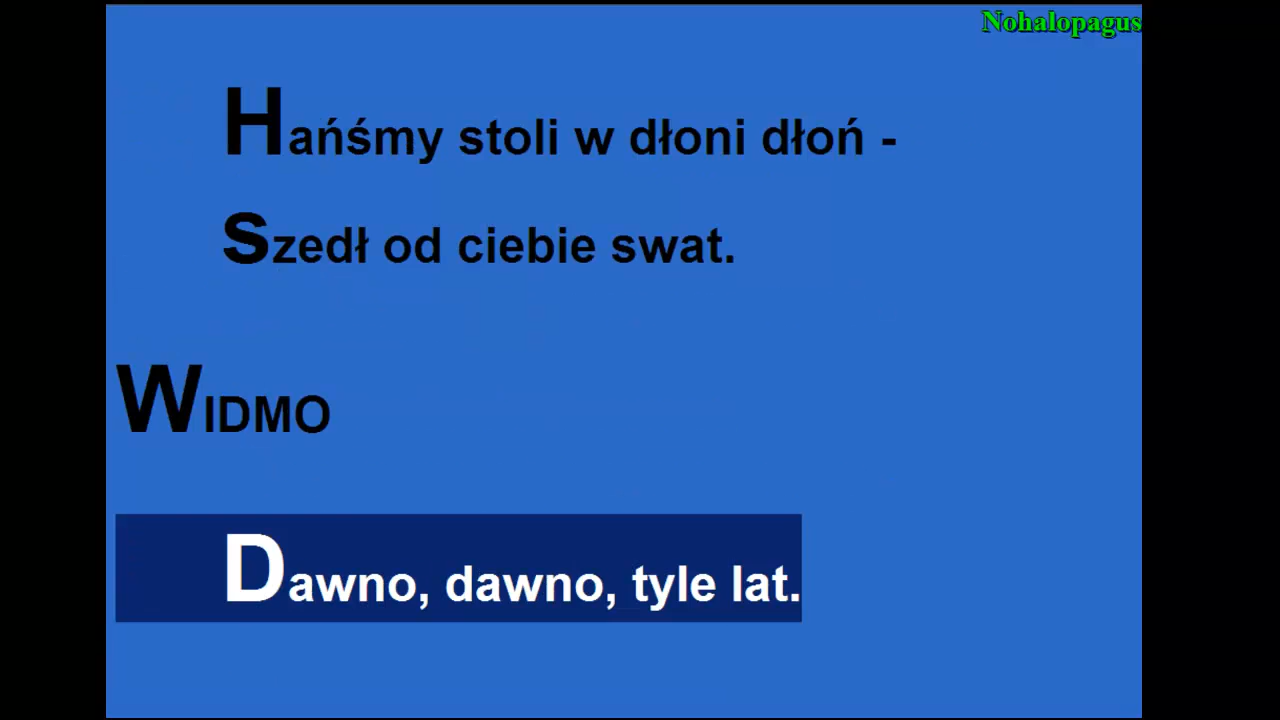 Nohalopagus
Hańśmy stoli w dłoni dłoń -
Szedł od ciebie swat.
WIDMO
Dawno, dawno, tyle lat.